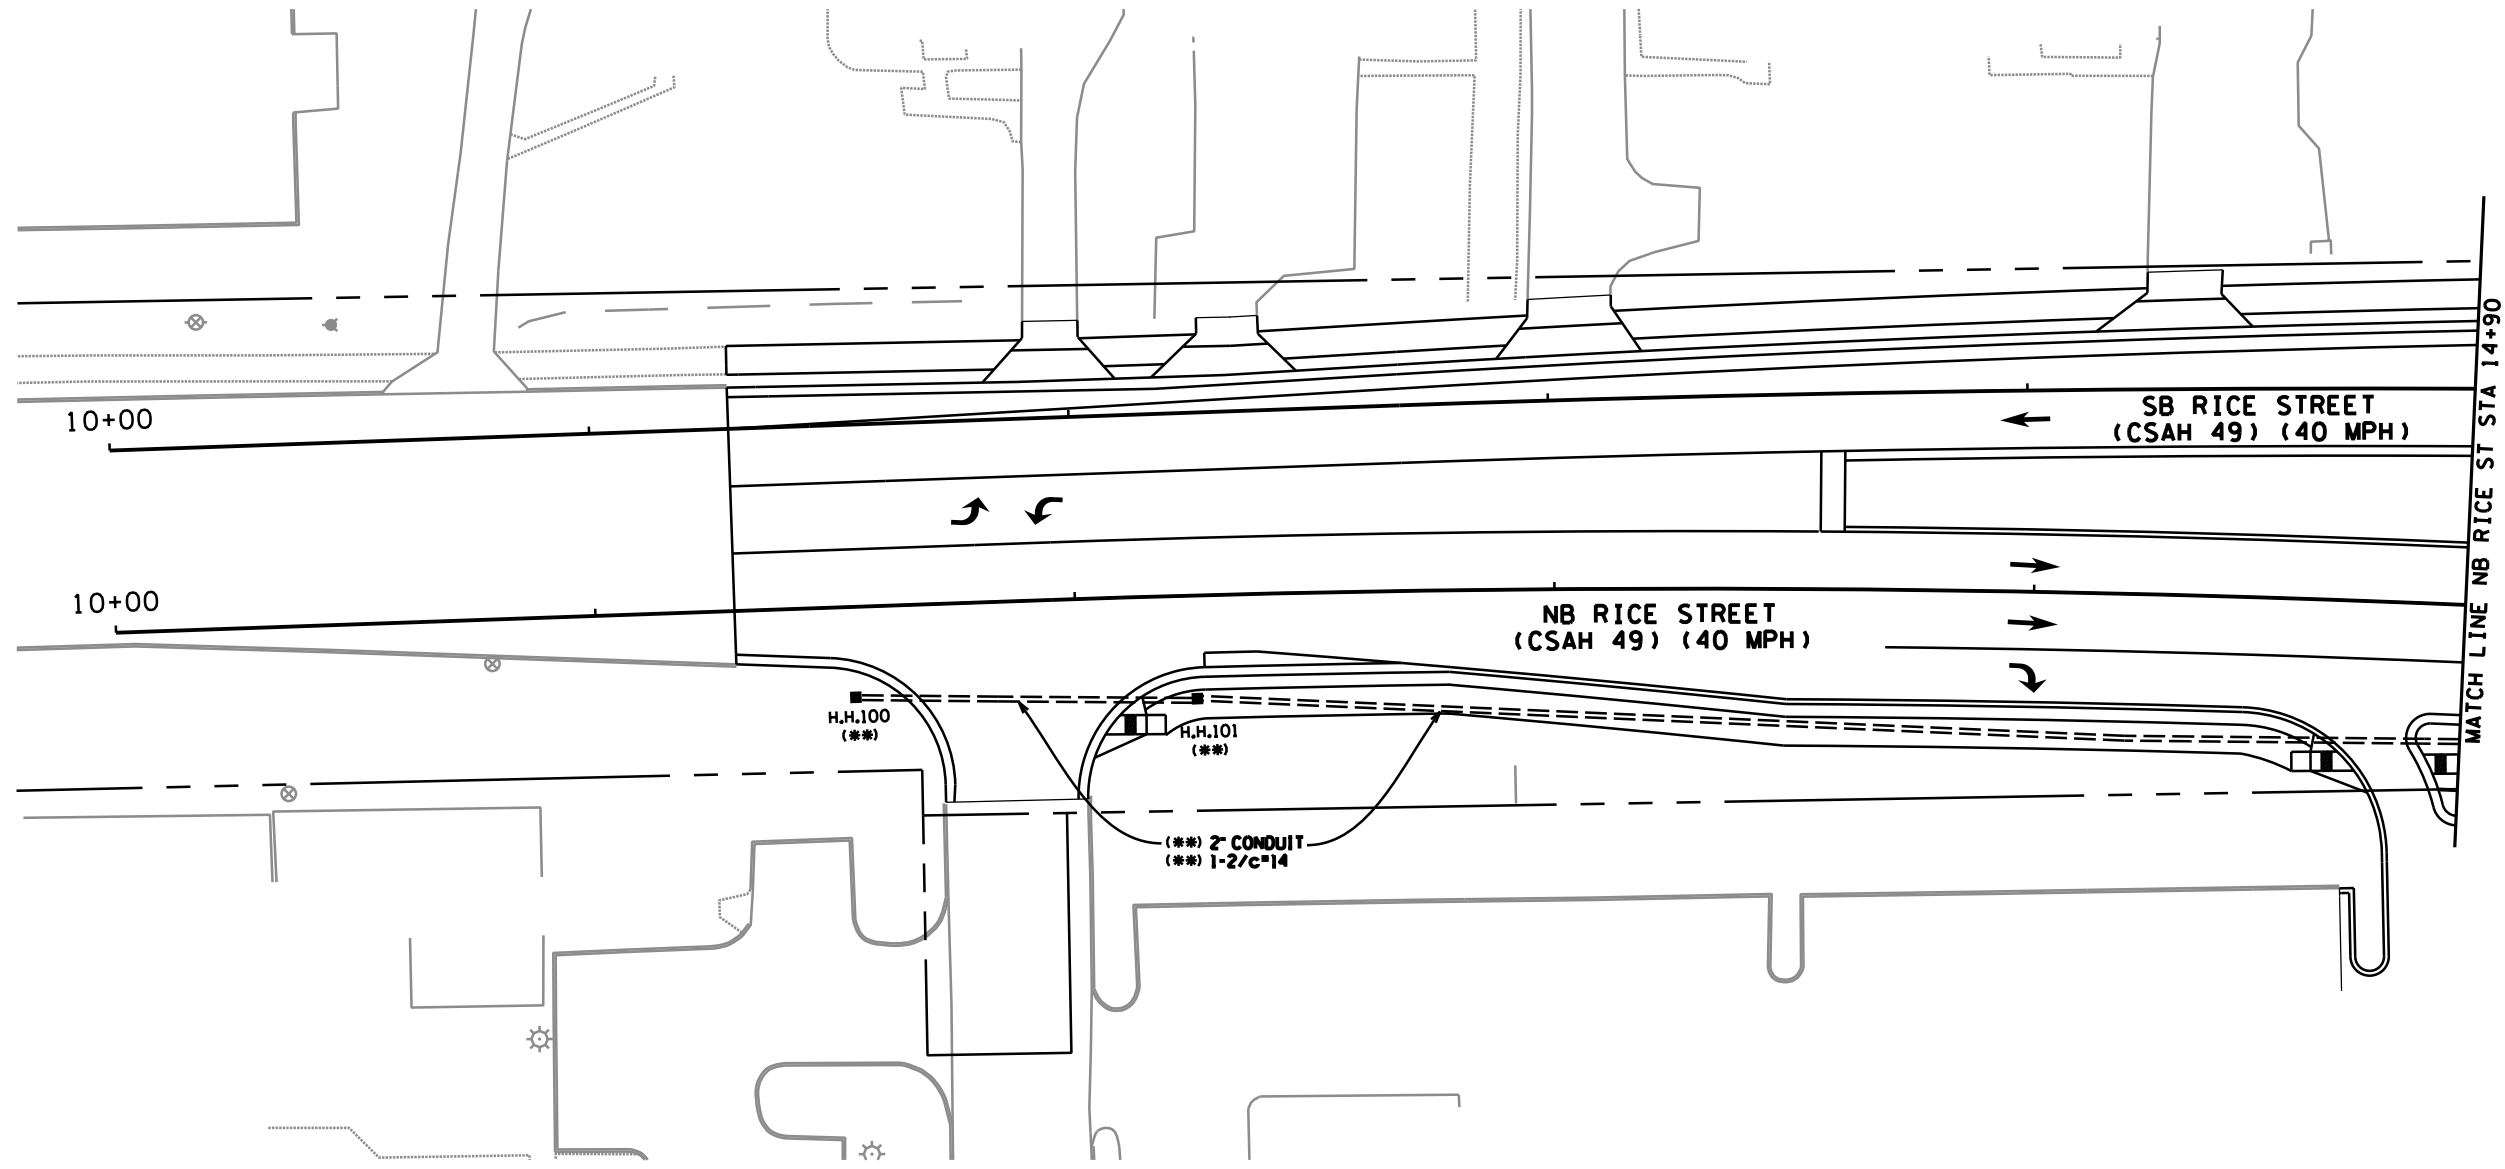 10+00
SB RICE STREET
(CSAH 49) (40 MPH)
10+00
NB RICE STREET
(CSAH 49) (40 MPH)
H.H.100
(**)
H.H.101
(**)
(**) 2" CONDUIT
(**) 1-2/c#14
MATCH LINE NB RICE ST STA 14+90